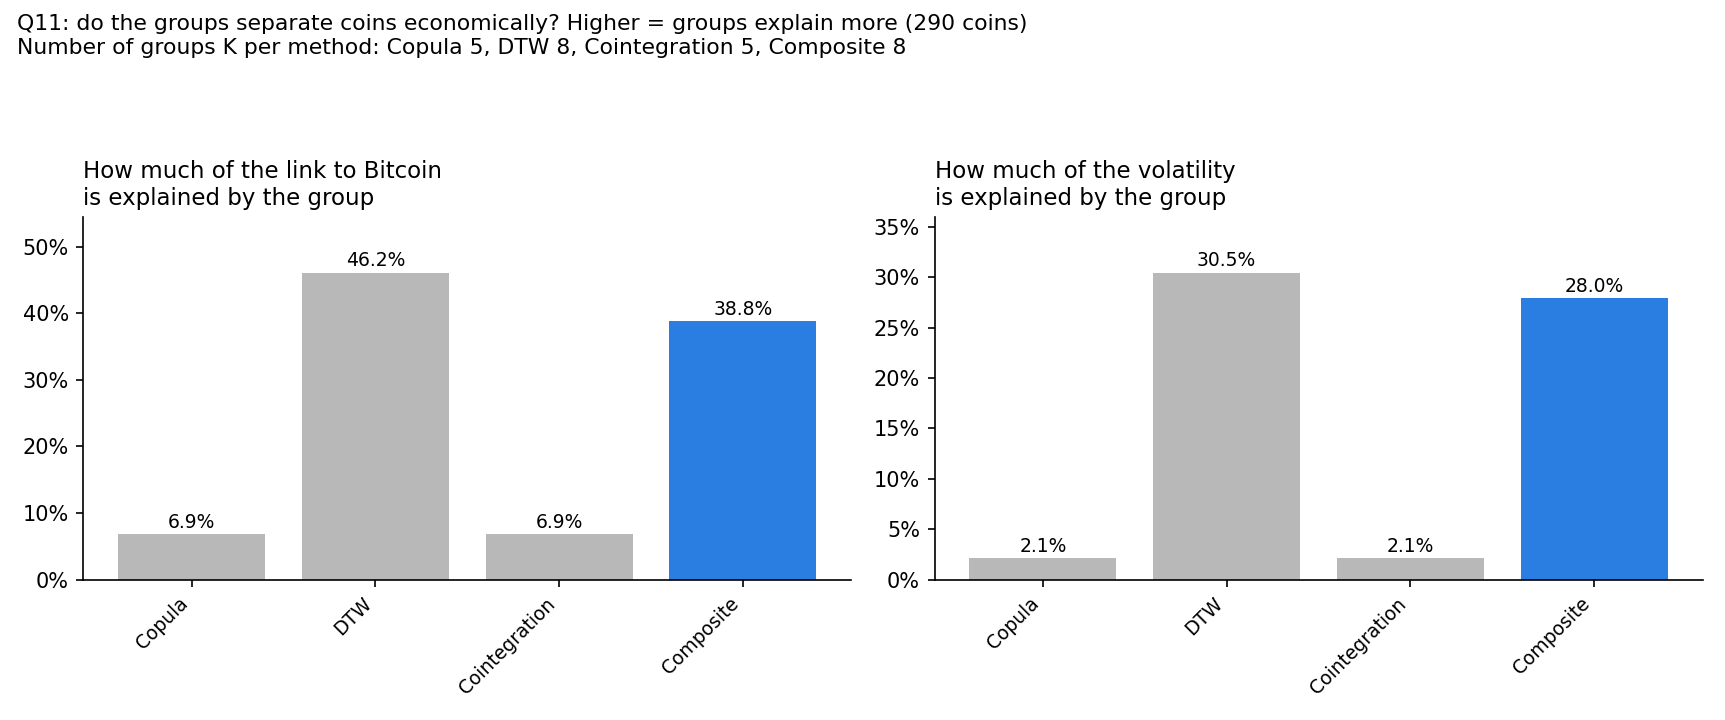 Q11: do the groups separate coins economically? Higher = groups explain more (290 coins)
Number of groups K per method: Copula 5, DTW 8, Cointegration 5, Composite 8
How much of the link to Bitcoin
is explained by the group
50%
40%
30%
20%
10%
0%
6.9%
46.2%
6.9%
38.8%
Copula
DTW
Cointegration
Composite
How much of the volatility
is explained by the group
35%
30%
25%
20%
15%
10%
5%
0%
2.1%
30.5%
2.1%
28.0%
Copula
DTW
Cointegration
Composite